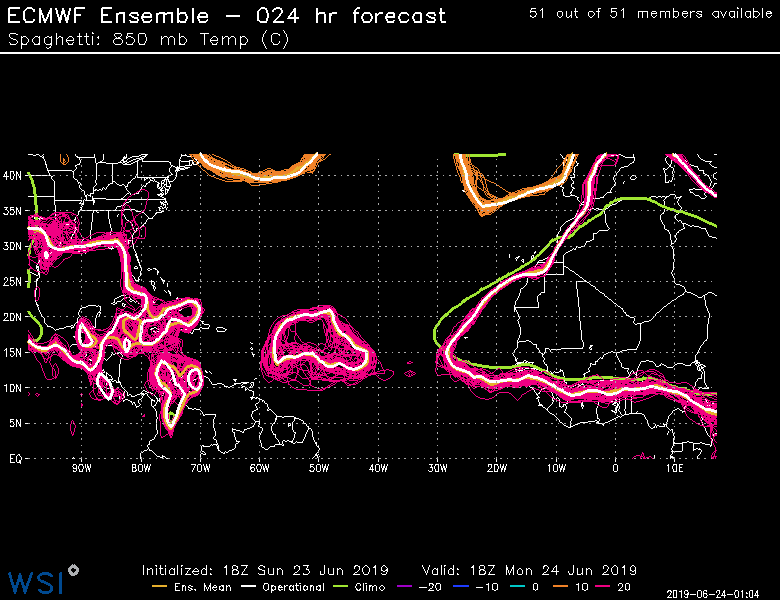 ECMWF Ensemble – 024 hr forecast
51 out of 51 members available
Spaghetti: 850 mb Temp (C)
40N
35N
30N
25N
20N
15N
10N
5N
EQ
90W 80W 70W 60W 50W 40W 30W 20W 10W 0 10E
Initialized: 18Z Sun 23 Jun 2019 Valid: 18Z Mon 24 Jun 2019
WSI
Ens. Mean Operational Climo -20 -10 0 10 20
2019-06-24-01:04